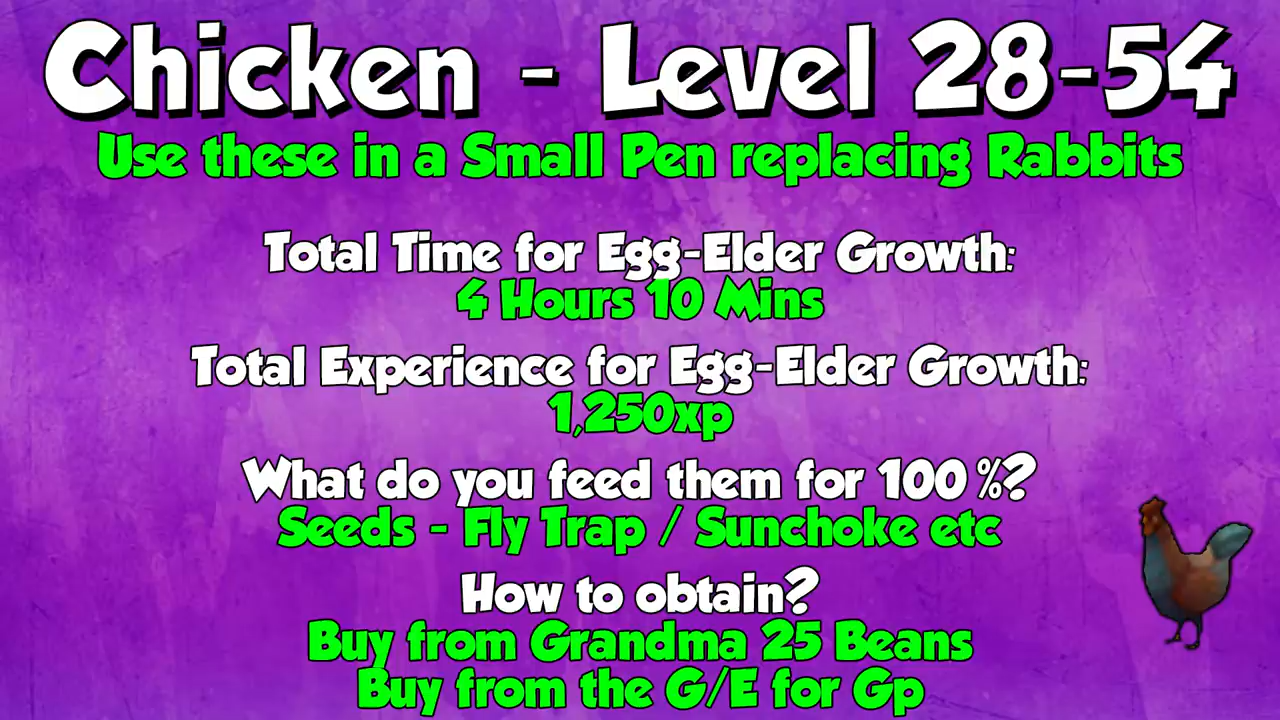 Chicken - Level 28-54
Use these in a Small Pen replacing Rabbits
Total Time for Egg-Elder Growth:
4 Hours 10 Mins
Total Experience for Egg-Elder Growth:
1,250xp
What do you feed them for 100%?
Seeds - Fly Trap / Sunchoke etc
How to obtain?
Buy from Grandma 25 Beans
Buy from the G/E for Gp